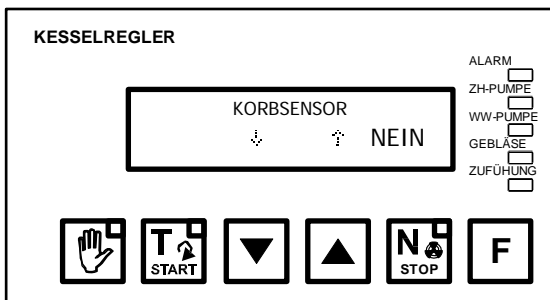 KESSELREGLER
KORBSENSOR
NEIN
ALARM
ZH-PUMPE
WW-PUMPE
GEBLÄSE
ZUFÜHUNG
T
START
N
STOP
F